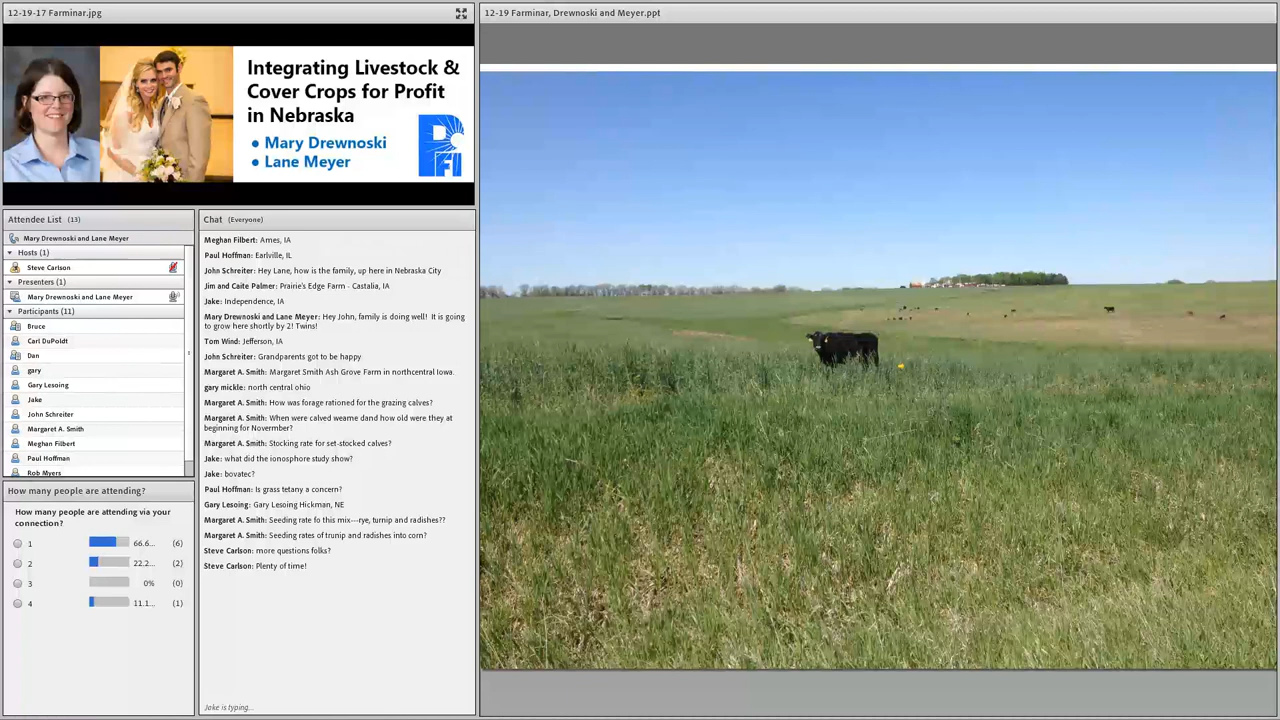 12-19-17 Farminar.jpg
Integrating Livestock &
Cover Crops for Profit
in Nebraska
• Mary Drewnoski
• Lane Meyer
PFI
Attendee List (13)
Mary Drewnoski and Lane Meyer
Hosts (1)
Steve Carlson
Presenters (1)
Mary Drewnoski and Lane Meyer
Participants (11)
Bruce
Carl DuPoldt
Dan
gary
Gary Lesoing
Jake
John Schreiter
Margaret A. Smith
Meghan Filbert
Paul Hoffman
Rob Myers
How many people are attending?
How many people are attending via your
connection?
1 66.6... (6)
2 22.2... (2)
3 0% (0)
4 11.1... (1)
Chat (Everyone)
Meghan Filbert: Ames, IA
Paul Hoffman: Earlville, IL
John Schreiter: Hey Lane, how is the family, up here in Nebraska City
Jim and Caite Palmer: Prairie's Edge Farm - Castalia, IA
Jake: Independence, IA
Mary Drewnoski and Lane Meyer: Hey John, family is doing well! It is going
to grow here shortly by 2! Twins!
Tom Wind: Jefferson, IA
John Schreiter: Grandparents got to be happy
Margaret A. Smith: Margaret Smith Ash Grove Farm in northcentral Iowa.
gary mickle: north central ohio
Margaret A. Smith: How was forage rationed for the grazing calves?
Margaret A. Smith: When were calved weame dand how old were they at
beginning for Novermber?
Margaret A. Smith: Stocking rate for set-stocked calves?
Jake: what did the ionosphore study show?
Jake: bovatec?
Paul Hoffman: Is grass tetany a concern?
Gary Lesoing: Gary Lesoing Hickman, NE
Margaret A. Smith: Seeding rate fo this mix---rye, turnip and radishes??
Margaret A. Smith: Seeding rates of trunip and radishes into corn?
Steve Carlson: more questions folks?
Steve Carlson: Plenty of time!
Jake is typing...
12-19 Farminar, Drewnoski and Meyer.ppt